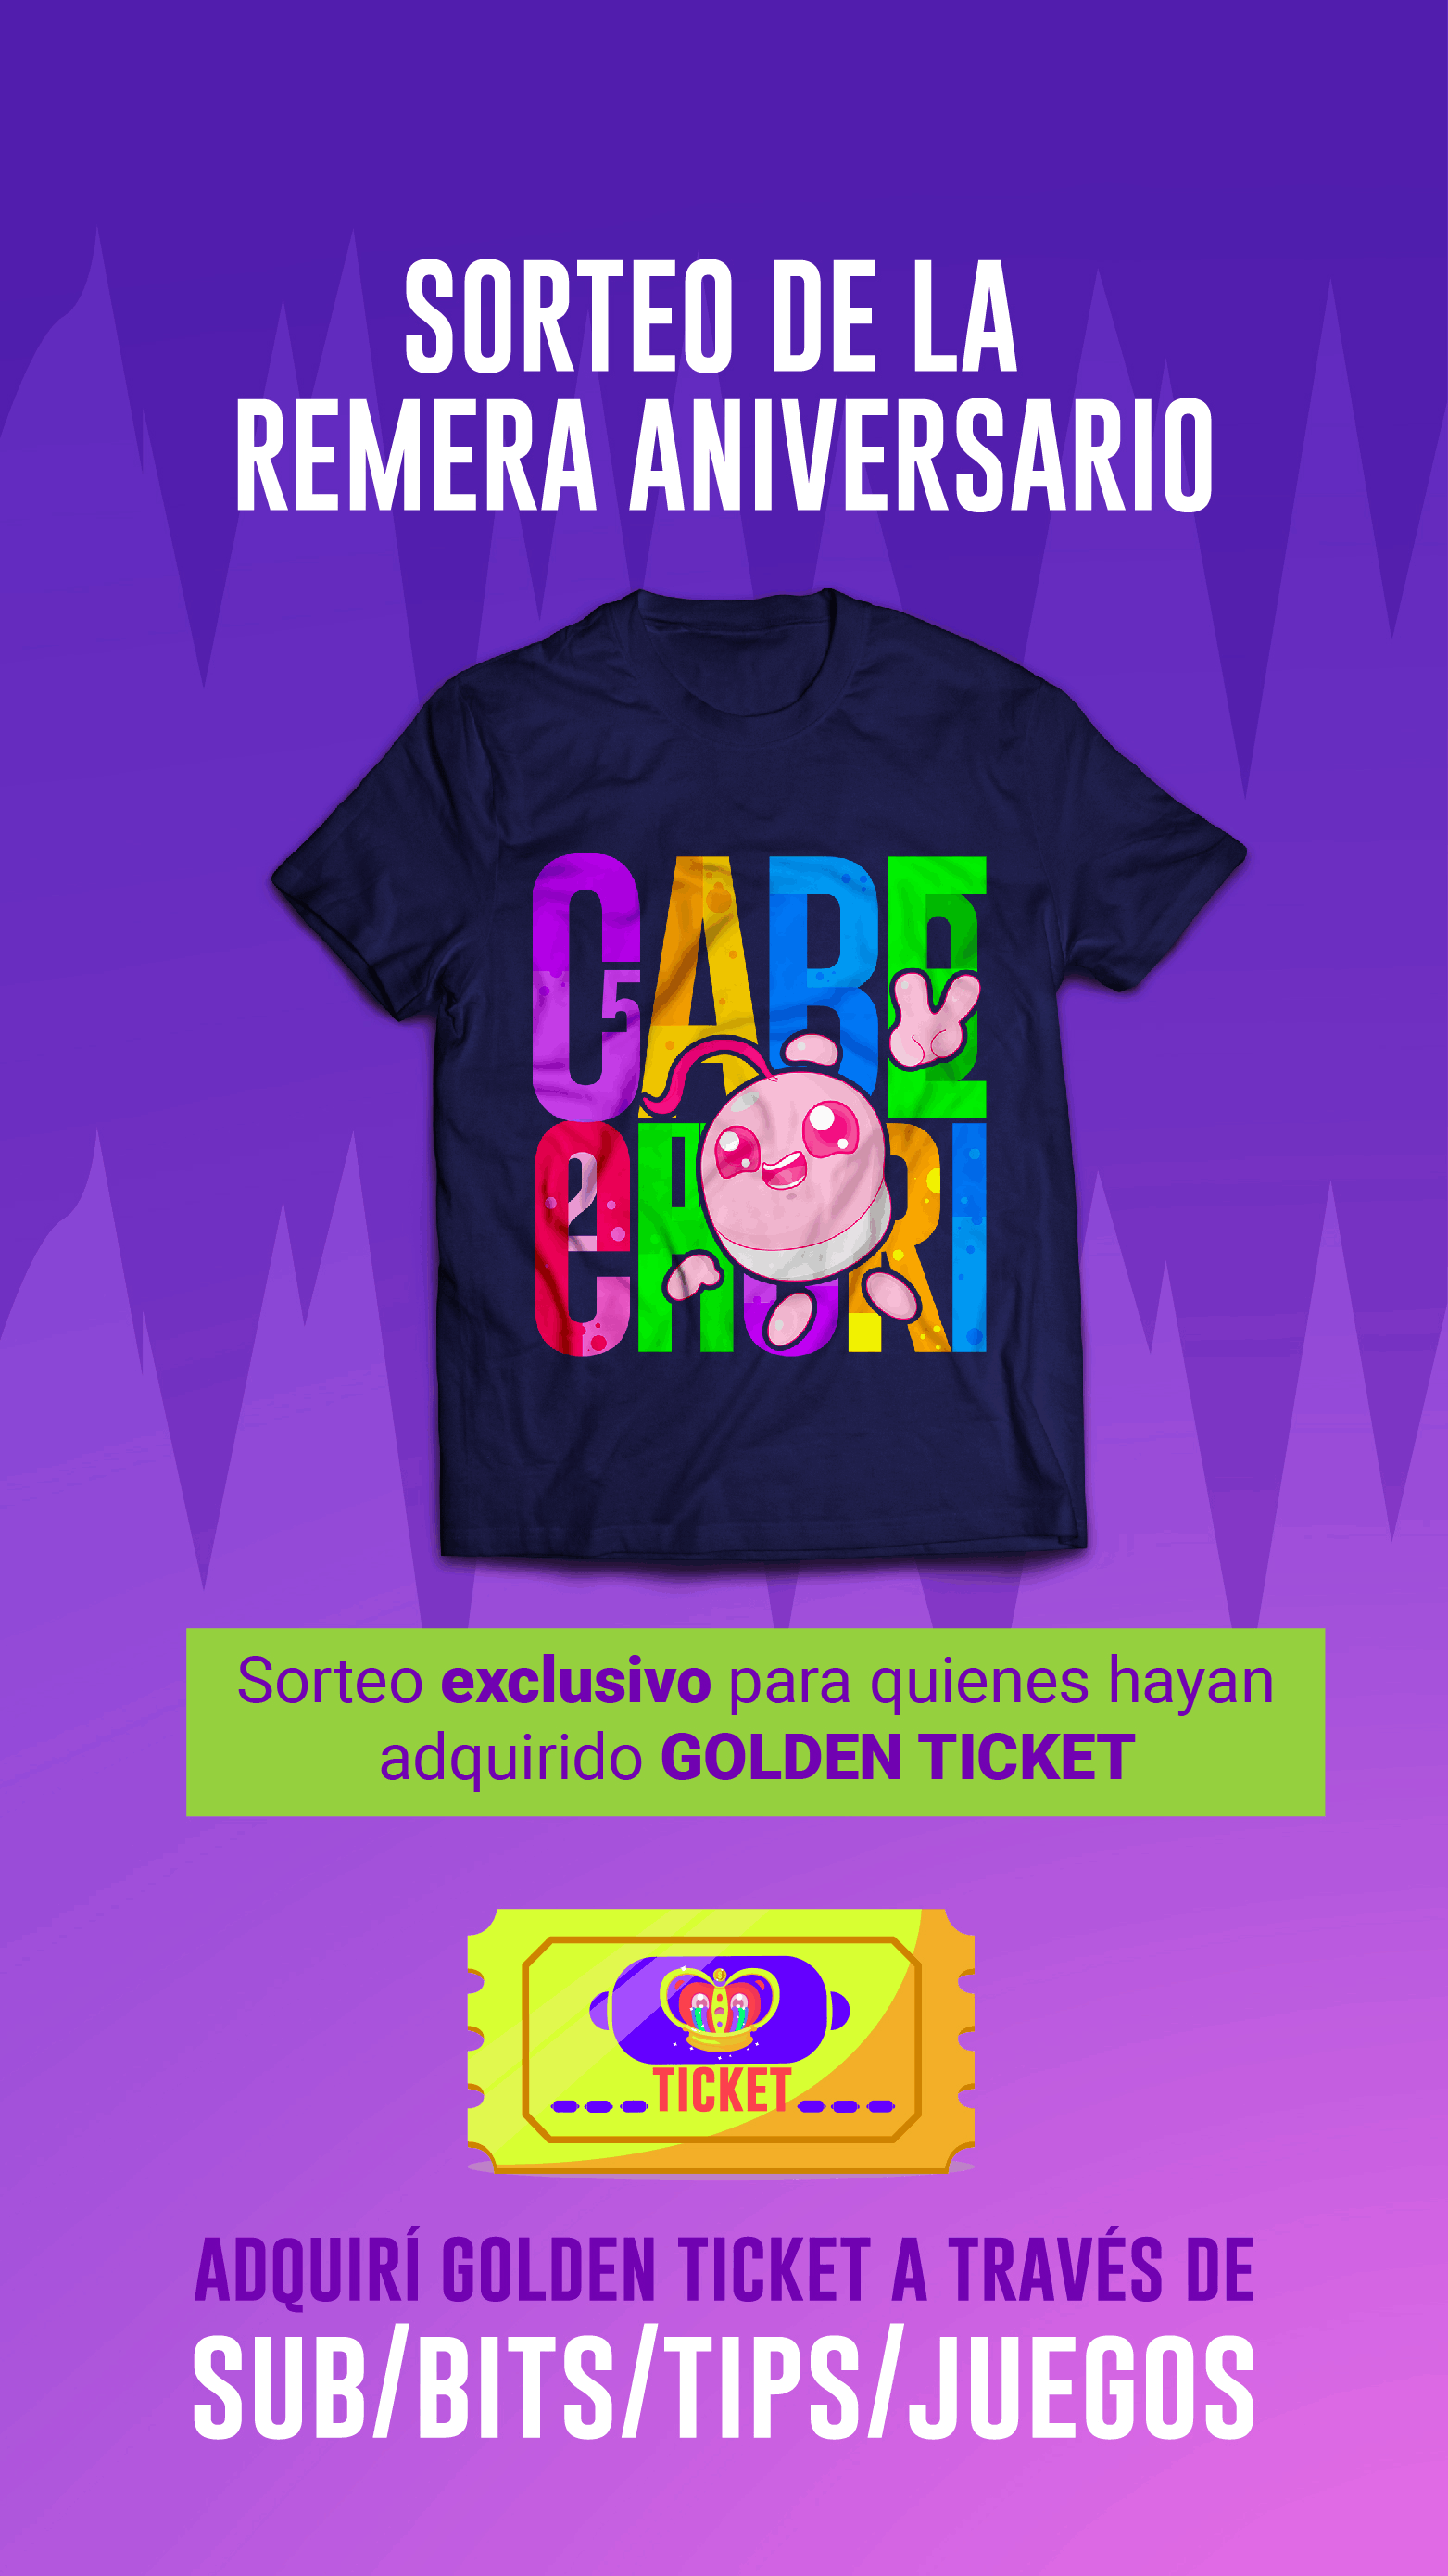 SORTEO DE LA
REMERA ANIVERSARIO
CABE
Sorteo exclusivo para quienes hayan
adquirido GOLDEN TICKET
TICKET
ADQUIRÍ GOLDEN TICKET A TRAVÉS DE
SUB/BITS/TIPS/JUEGOS